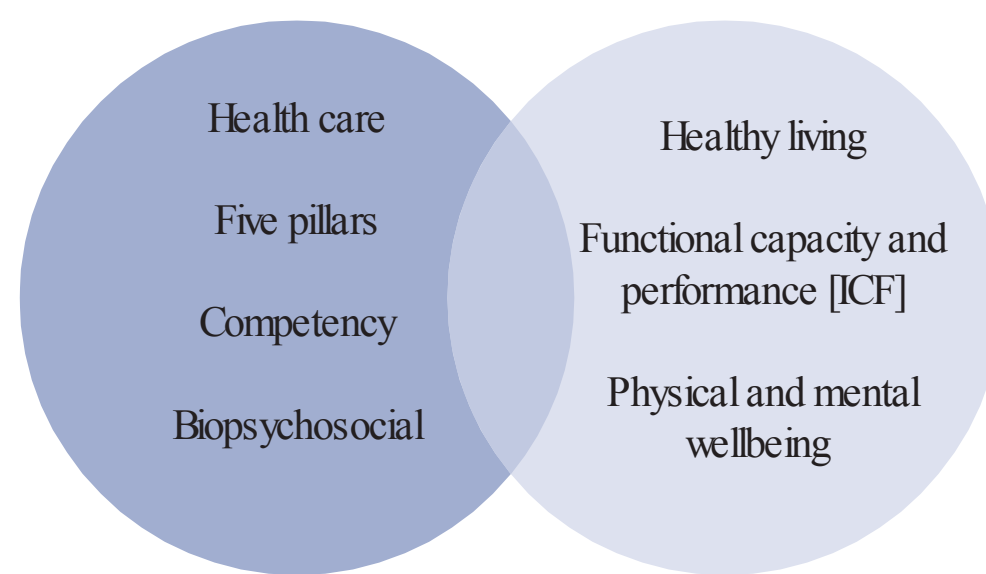 Health care
Five pillars
Competency
Biopsychosocial
Healthy living
Functional capacity and
performance [ICF]
Physical and mental
wellbeing